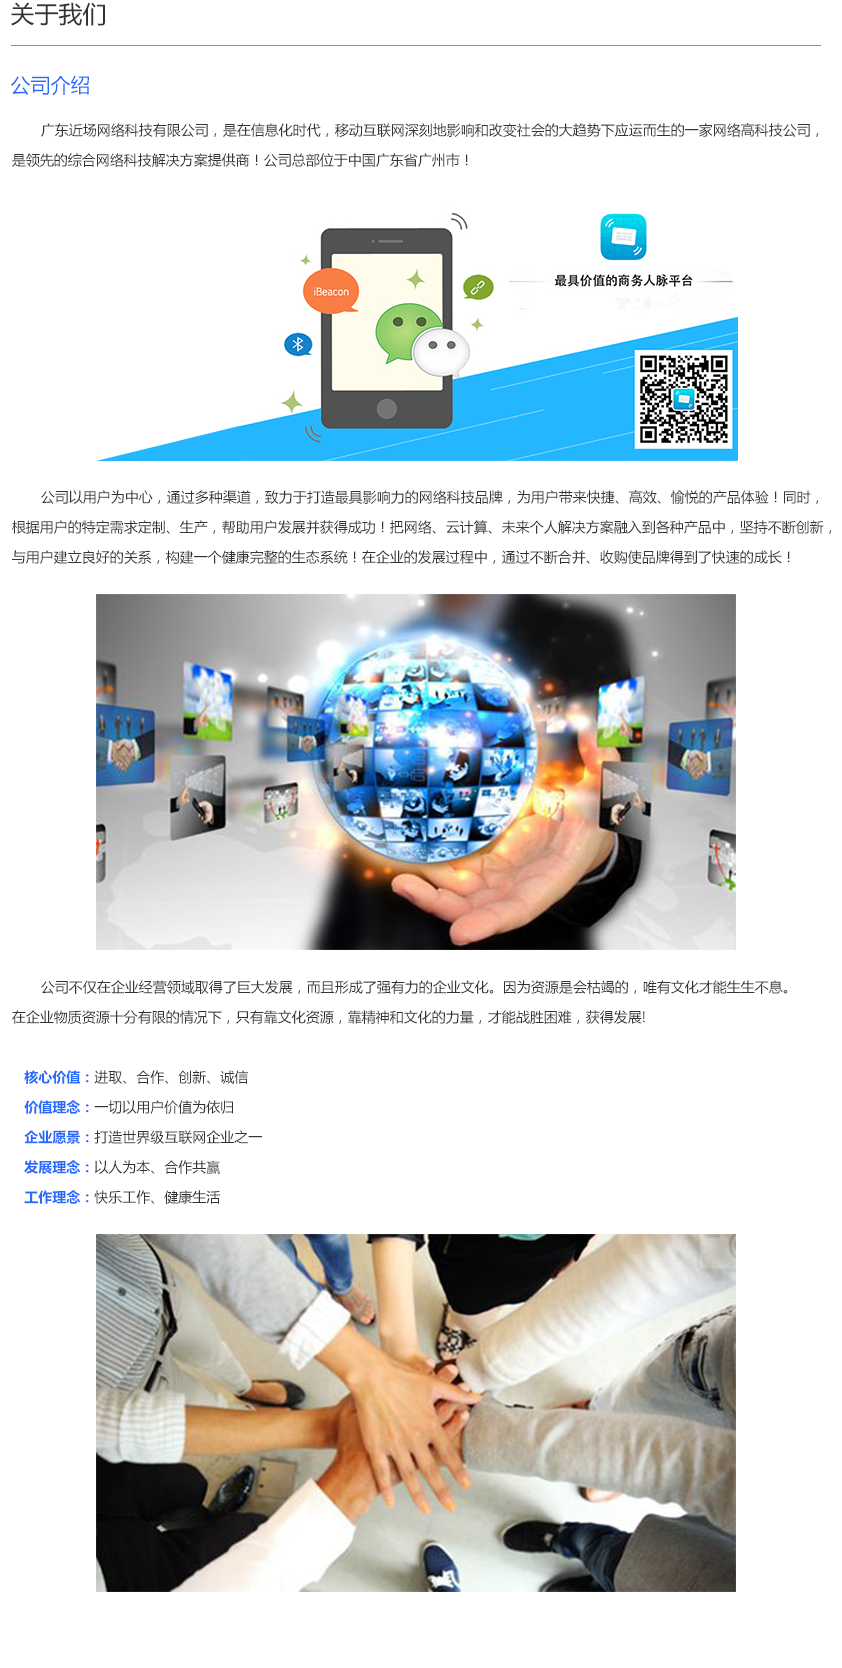 关于我们
公司介绍
广东近场网络科技有限公司，是在信息化时代，移动互联网深刻地影响和改变社会的大趋势下应运而生的一家网络高科技公司，
是领先的综合网络科技解决方案提供商！公司总部位于中国广东省广州市！
iBeacon
最具价值的商务人脉平台
公司以用户为中心，通过多种渠道，致力于打造最具影响力的网络科技品牌，为用户带来快捷、高效、愉悦的产品体验！同时，
根据用户的特定需求定制、生产，帮助用户发展并获得成功！把网络、云计算、未来个人解决方案融入到各种产品中，坚持不断创新，
与用户建立良好的关系，构建一个健康完整的生态系统！在企业的发展过程中，通过不断合并、收购使品牌得到了快速的成长！
公司不仅在企业经营领域取得了巨大发展，而且形成了强有力的企业文化。因为资源是会枯竭的，唯有文化才能生生不息。
在企业物质资源十分有限的情况下，只有靠文化资源，靠精神和文化的力量，才能战胜困难，获得发展!
核心价值：进取、合作、创新、诚信
价值理念：一切以用户价值为依归
企业愿景：打造世界级互联网企业之一
发展理念：以人为本、合作共赢
工作理念：快乐工作、健康生活